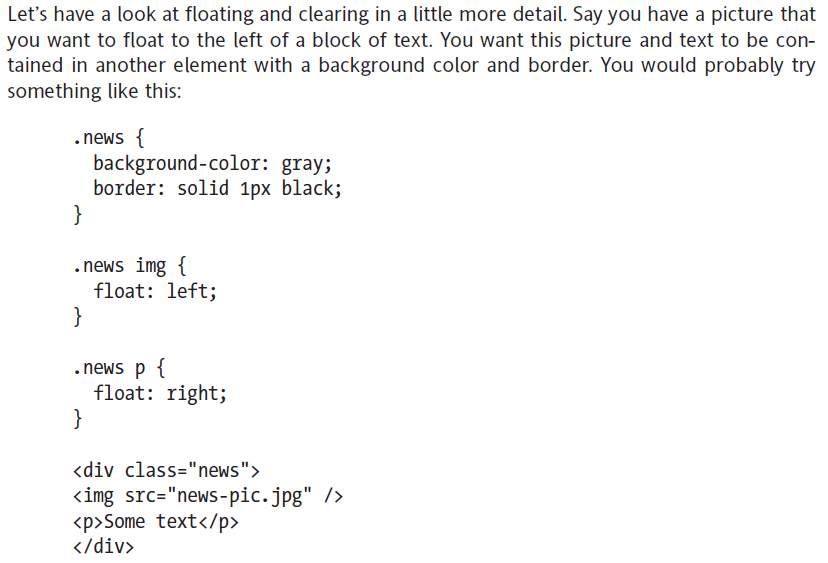 Let's have a look at floating and clearing in a little more detail. Say you have a picture that
you want to float to the left of a block of text. You want this picture and text to be con-
tained in another element with a background color and border. You would probably try
something like this:
.news {
  background-color: gray;
  border: solid 1px black;
}
.news img {
  float: left;
}
.news p {
  float: right;
}
<div class="news">
<img src="news-pic.jpg" />
<p>Some text</p>
</div>